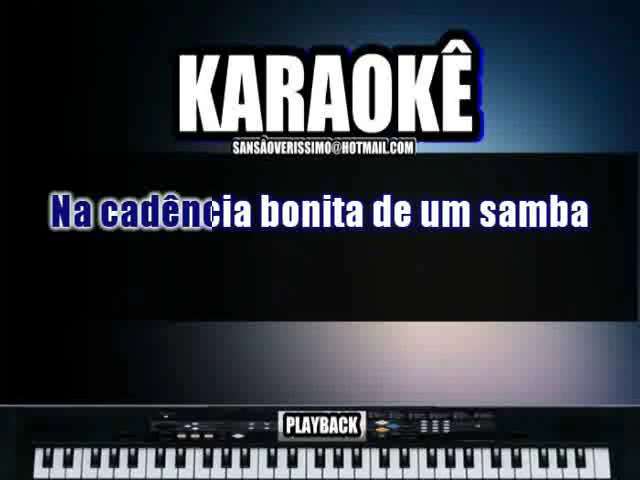 KARAOKÊ
SANSÃOVERISSIMO@HOTMAIL.COM
Na cadência bonita de um samba
PLAYBACK